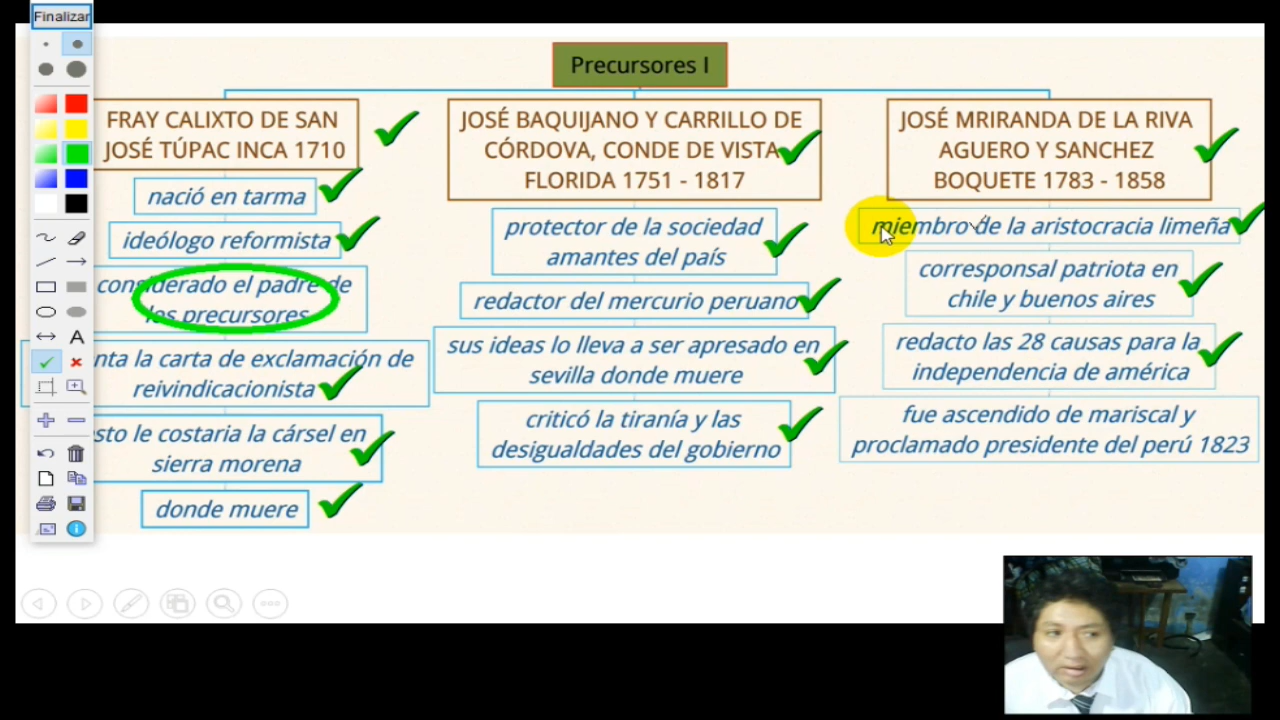 Finalizar
Precursores I
FRAY CALIXTO DE SAN
JOSÉ TÚPAC INCA 1710
nació en tarma
ideólogo reformista
considerado el padre de
los precursores
la carta de exclamación de
reivindicacionista
le costaria la cársel en
sierra morena
donde muere
JOSÉ BAQUIJANO Y CARRILLO DE
CÓRDOVA, CONDE DE VISTA
FLORIDA 1751 - 1817
protector de la sociedad
amantes del país
redactor del mercurio peruano
sus ideas lo lleva a ser apresado en
sevilla donde muere
criticó la tiranía y las
desigualdades del gobierno
JOSÉ MRIRANDA DE LA RIVA
AGUERO Y SANCHEZ
BOQUETE 1783 - 1858
miembro de la aristocracia limeña
corresponsal patriota en
chile y buenos aires
redacto las 28 causas para la
independencia de américa
fue ascendido de mariscal y
proclamado presidente del perú 1823